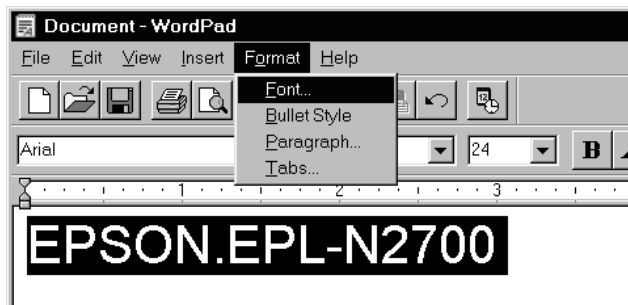 Document - WordPad
File Edit View Insert Format Help
Font...
Bullet Style
Paragraph...
Tabs...
Arial 24 B
1 2 3
EPSON.EPL-N2700